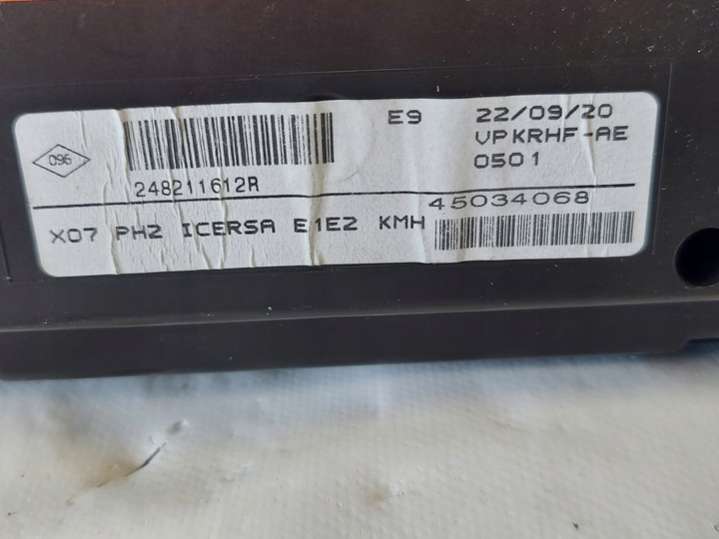 096
E9
22/09/20
VPKRHF-AE
0501
248211612R
45034068
X07 PH2 ICERSA E1E2 KMH